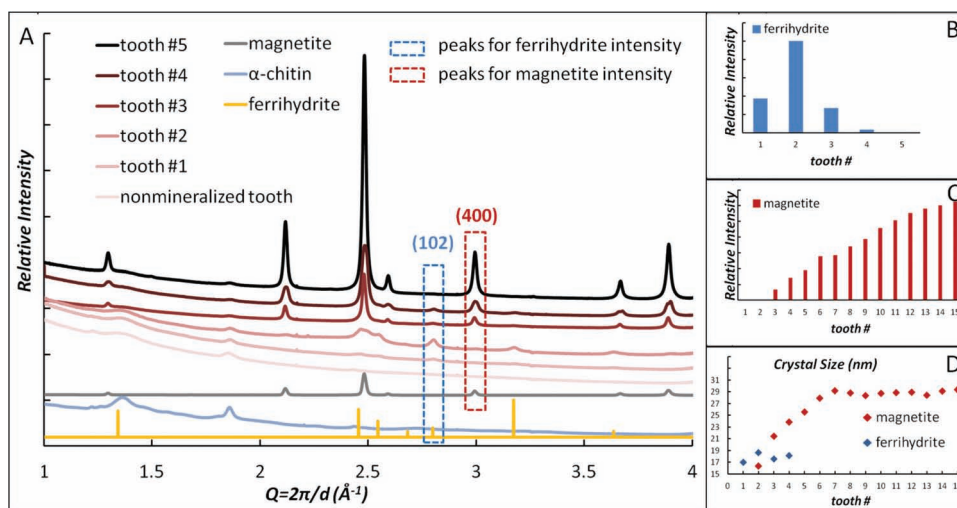 A
tooth #5
tooth #4
tooth #3
tooth #2
tooth #1
nonmineralized tooth
magnetite
α-chitin
ferrihydrite
peaks for ferrihydrite intensity
peaks for magnetite intensity
(102)
(400)
Relative Intensity
1 1.5 2 2.5 3 3.5 4
Q=2π/d (Å⁻¹)
B
ferrihydrite
Relative Intensity
1 2 3 4 5
tooth #
C
magnetite
Relative Intensity
1 2 3 4 5 6 7 8 9 10 11 12 13 14 15
tooth #
D
Crystal Size (nm)
31
29
27
25
23
21
19
17
15
magnetite
ferrihydrite
0 1 2 3 4 5 6 7 8 9 10 11 12 13 14 15
tooth #